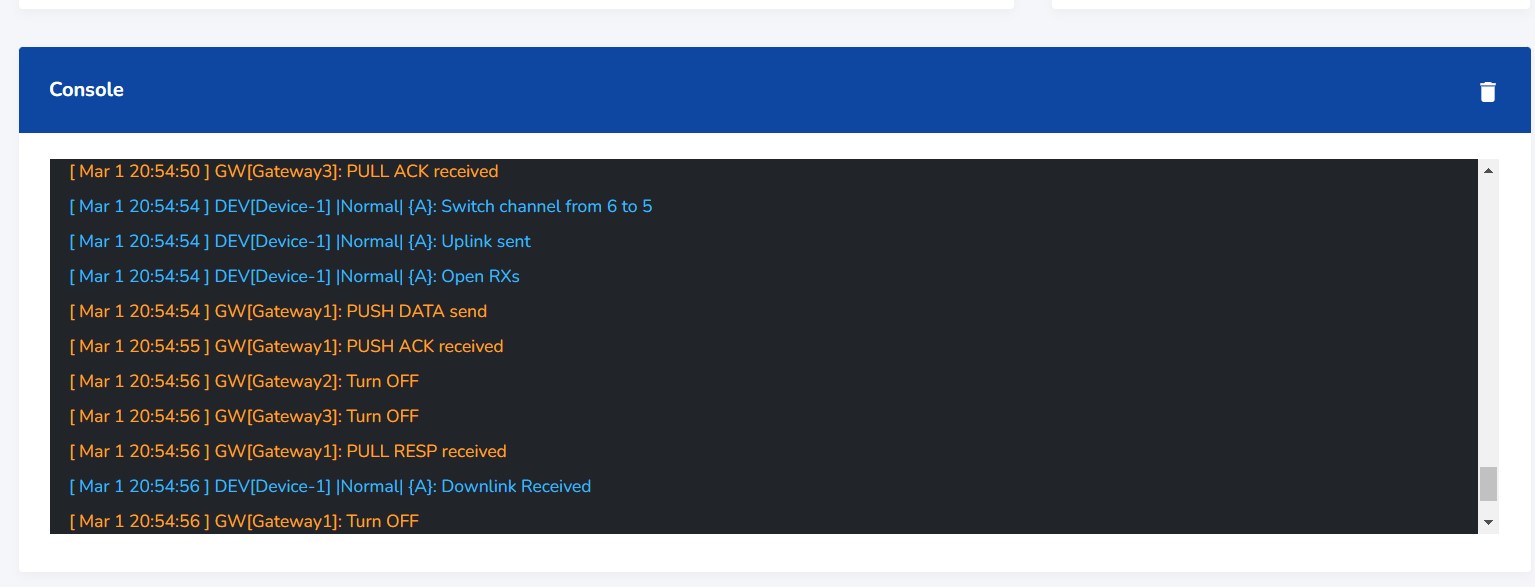 Console
[ Mar 1 20:54:50 ] GW[Gateway3]: PULL ACK received
[ Mar 1 20:54:54 ] DEV[Device-1] |Normal| {A}: Switch channel from 6 to 5
[ Mar 1 20:54:54 ] DEV[Device-1] |Normal| {A}: Uplink sent
[ Mar 1 20:54:54 ] DEV[Device-1] |Normal| {A}: Open RXs
[ Mar 1 20:54:54 ] GW[Gateway1]: PUSH DATA send
[ Mar 1 20:54:55 ] GW[Gateway1]: PUSH ACK received
[ Mar 1 20:54:56 ] GW[Gateway2]: Turn OFF
[ Mar 1 20:54:56 ] GW[Gateway3]: Turn OFF
[ Mar 1 20:54:56 ] GW[Gateway1]: PULL RESP received
[ Mar 1 20:54:56 ] DEV[Device-1] |Normal| {A}: Downlink Received
[ Mar 1 20:54:56 ] GW[Gateway1]: Turn OFF